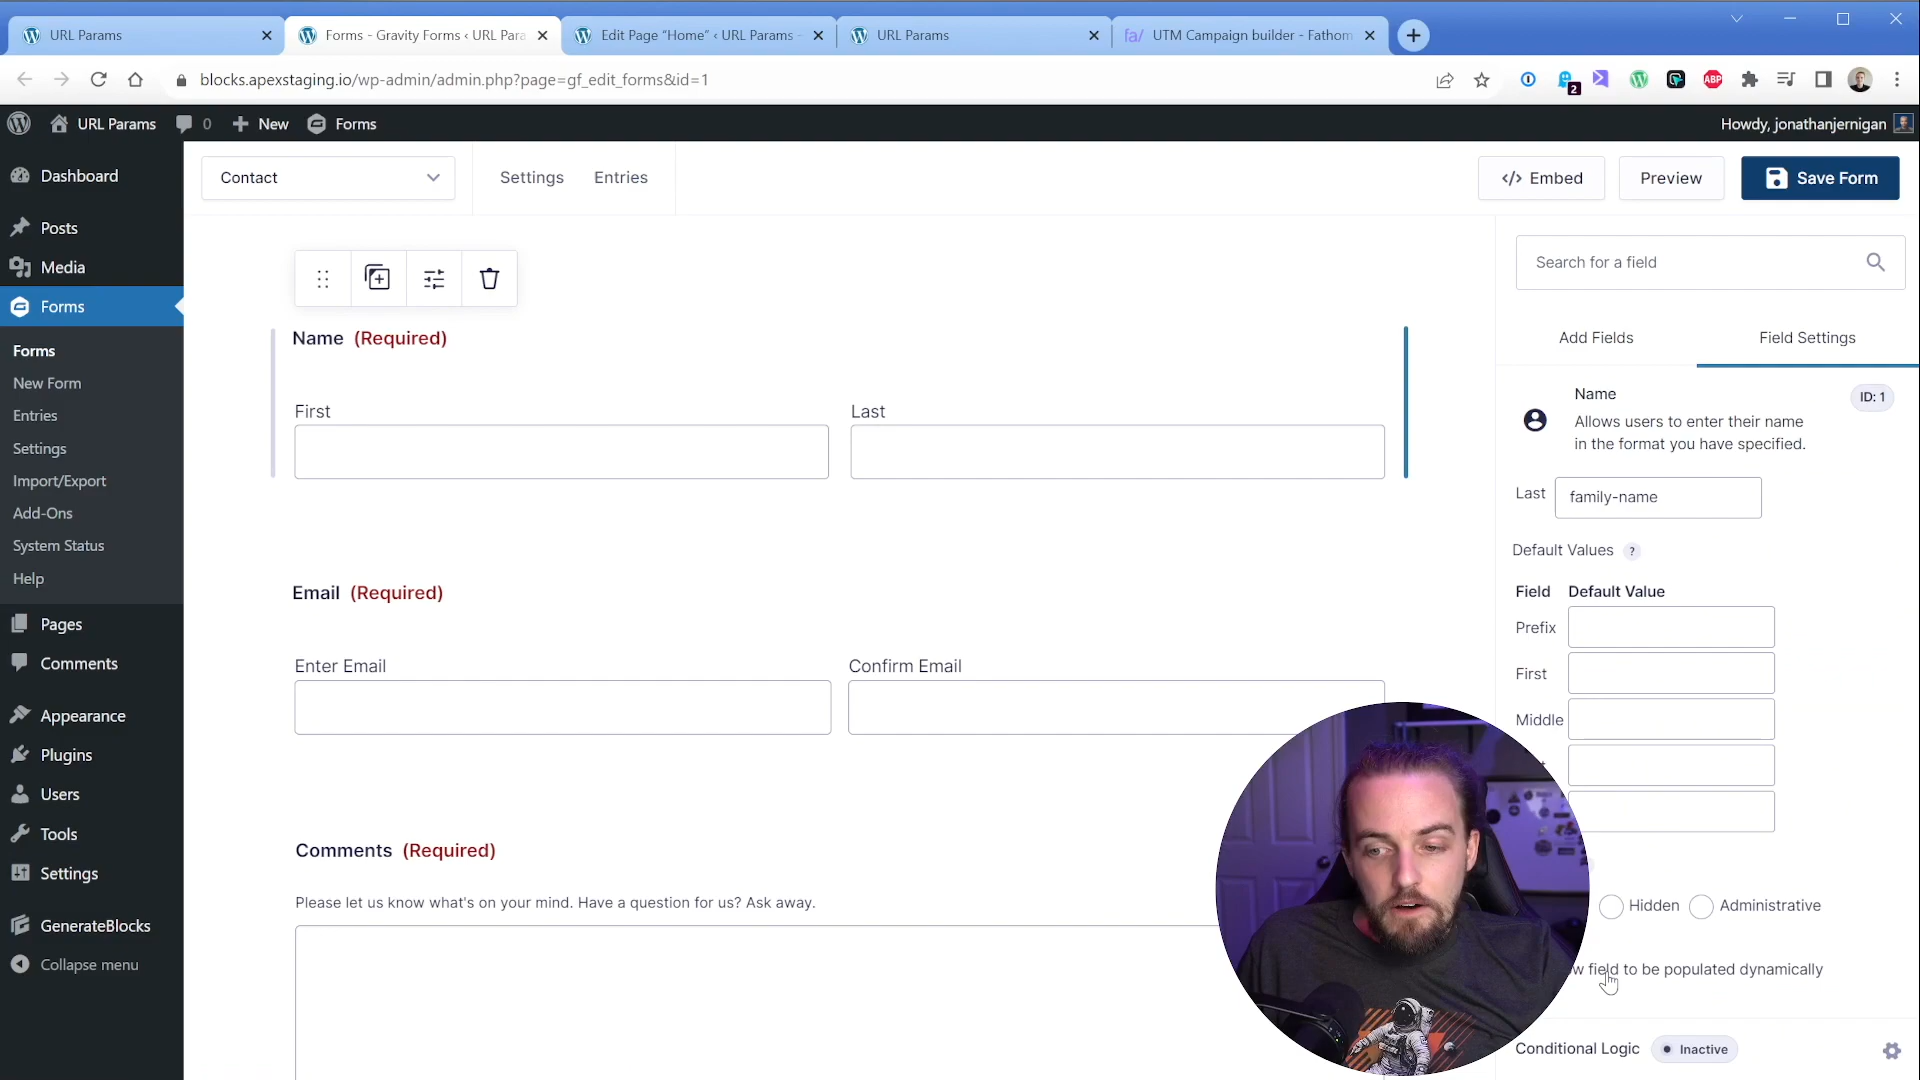 URL Params
Forms - Gravity Forms ‹ URL Para
Edit Page “Home” ‹ URL Params -
URL Params
fa/ UTM Campaign builder - Fathom
blocks.apexstaging.io/wp-admin/admin.php?page=gf_edit_forms&id=1
2
ABP
URL Params
0
New
Forms
Howdy, jonathanjernigan
Dashboard
Posts
Media
Forms
Forms
New Form
Entries
Settings
Import/Export
Add-Ons
System Status
Help
Pages
Comments
Appearance
Plugins
Users
Tools
Settings
GenerateBlocks
Collapse menu
Contact
Settings
Entries
</> Embed
Preview
Save Form
Name (Required)
First
Last
Email (Required)
Enter Email
Confirm Email
Comments (Required)
Please let us know what's on your mind. Have a question for us? Ask away.
Search for a field
Add Fields
Field Settings
Name
ID: 1
Allows users to enter their name
in the format you have specified.
Last family-name
Default Values ?
Field Default Value
Prefix
First
Middle
Hidden Administrative
field to be populated dynamically
Conditional Logic Inactive